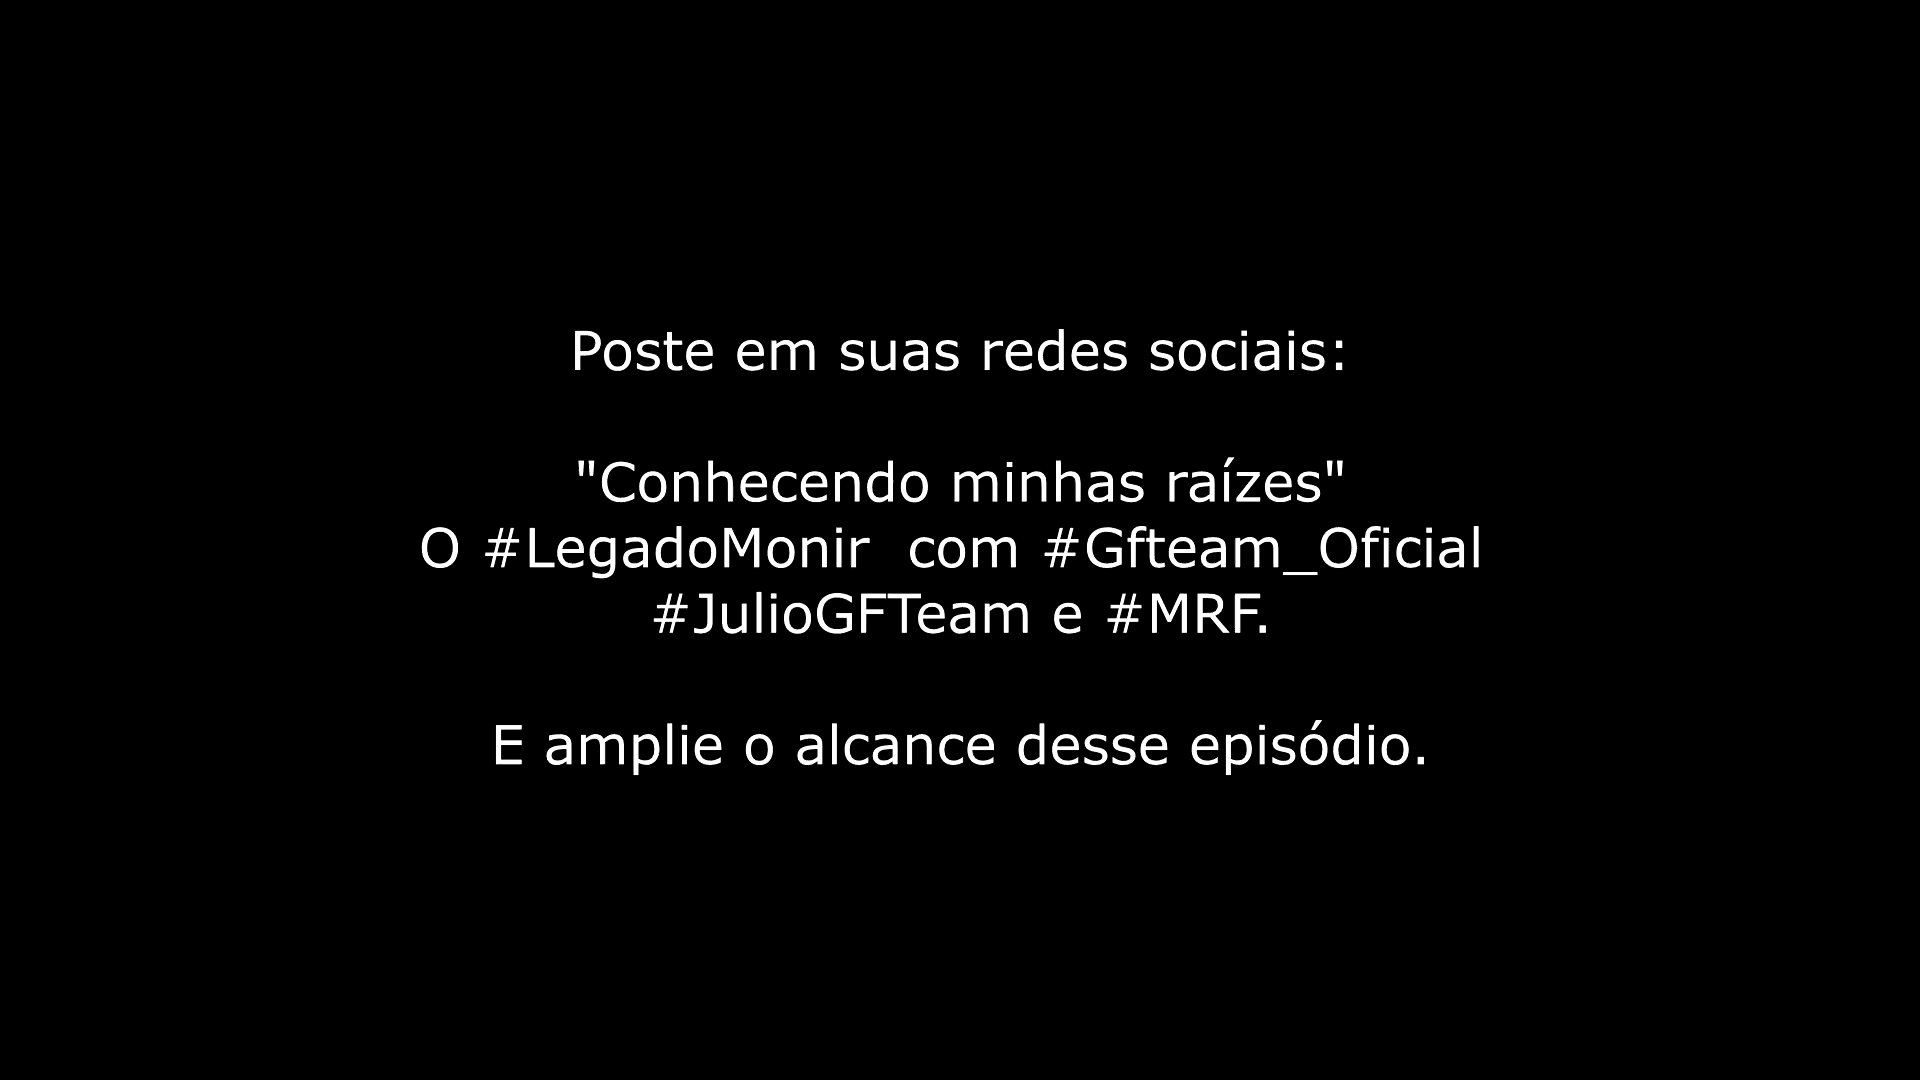 Poste em suas redes sociais:
"Conhecendo minhas raízes"
O #LegadoMonir  com #Gfteam_Oficial
#JulioGFTeam e #MRF.
E amplie o alcance desse episódio.